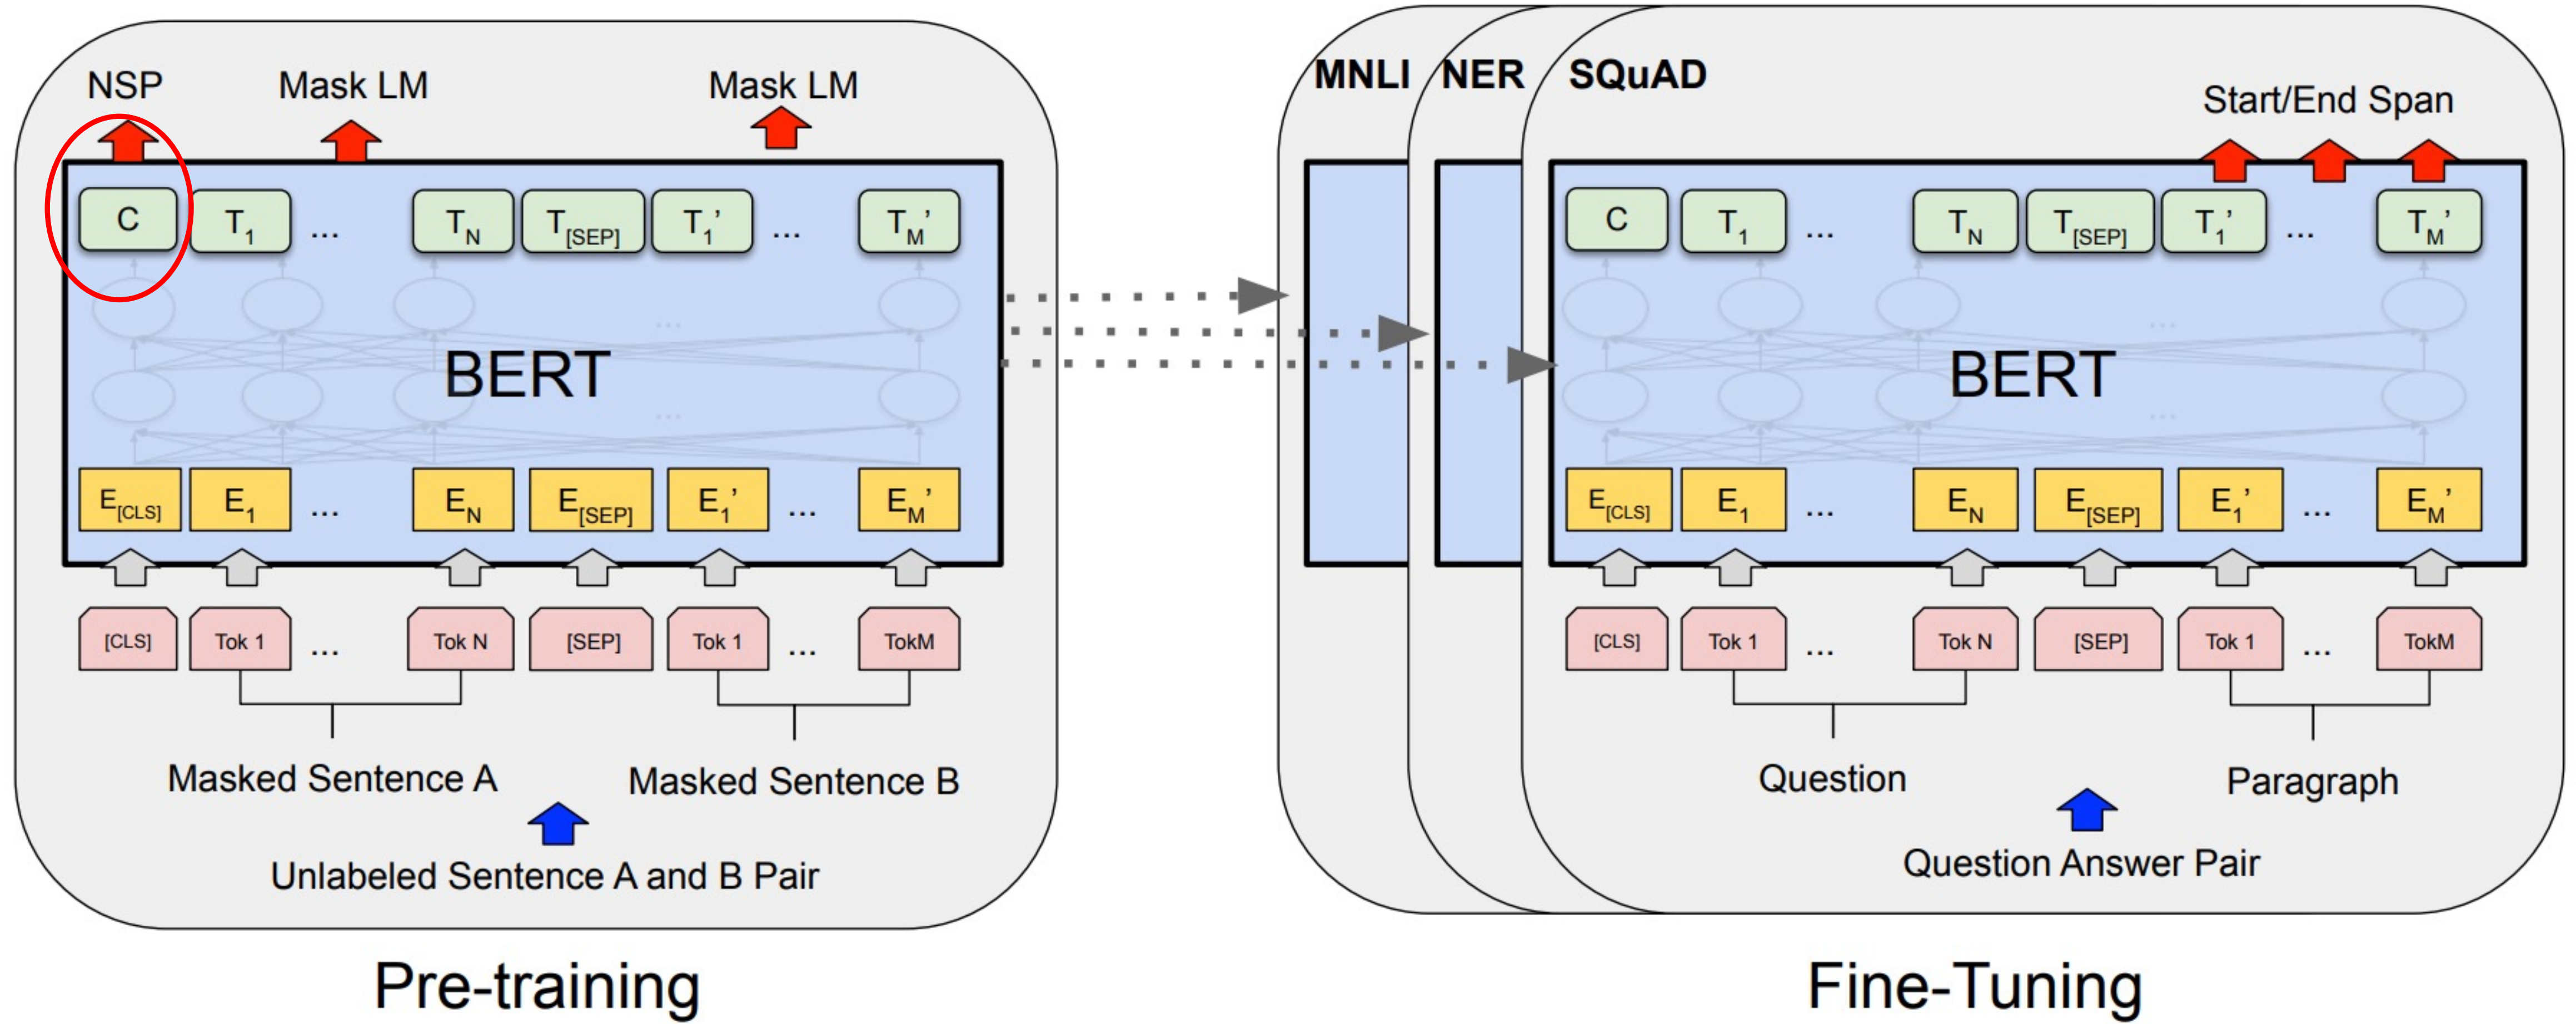 NSP Mask LM Mask LM
C T1 ... TN T[SEP] T1’ ... TM’
...
BERT
...
E[CLS] E1 ... EN E[SEP] E1’ ... EM’
[CLS] Tok 1 ... Tok N [SEP] Tok 1 ... TokM
Masked Sentence A Masked Sentence B
Unlabeled Sentence A and B Pair
Pre-training
MNLI NER SQuAD
Start/End Span
C T1 ... TN T[SEP] T1’ ... TM’
...
BERT
...
E[CLS] E1 ... EN E[SEP] E1’ ... EM’
[CLS] Tok 1 ... Tok N [SEP] Tok 1 ... TokM
Question Paragraph
Question Answer Pair
Fine-Tuning